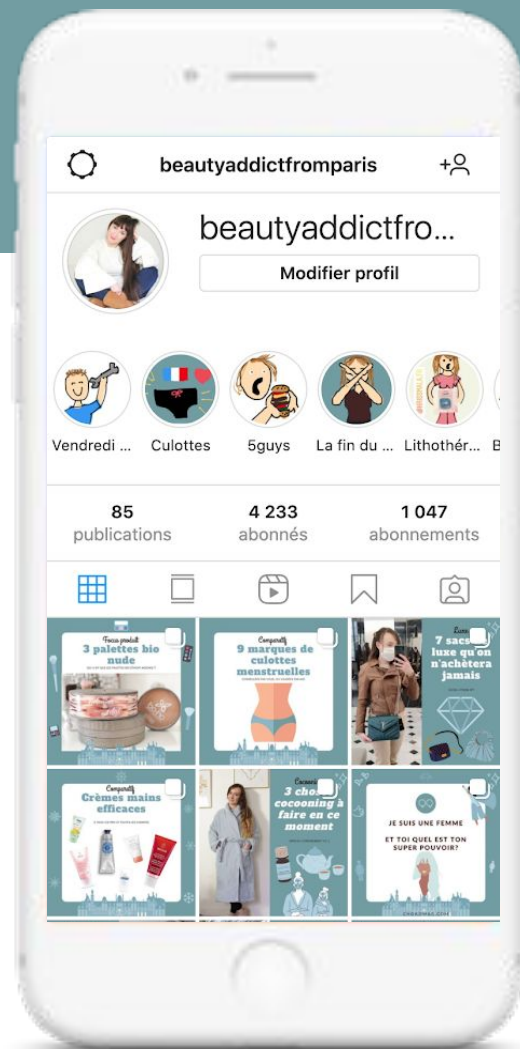 beautyaddictfromparis
beautyaddictfro...
Modifier profil
Vendredi ...
Culottes
5guys
La fin du ...
Lithothér...
B
85
publications
4 233
abonnés
1 047
abonnements
Focus produit
3 palettes bio
nude
Comparatif
9 marques de
culottes
menstruelles
Luxe
7 sacs
luxe qu'on
n'achètera
jamais
Comparatif
Crèmes mains
efficaces
Cocooning
3 chos
cocooning à
faire en ce
moment
JE SUIS UNE FEMME
ET TOI QUEL EST TON
SUPER POUVOIR?